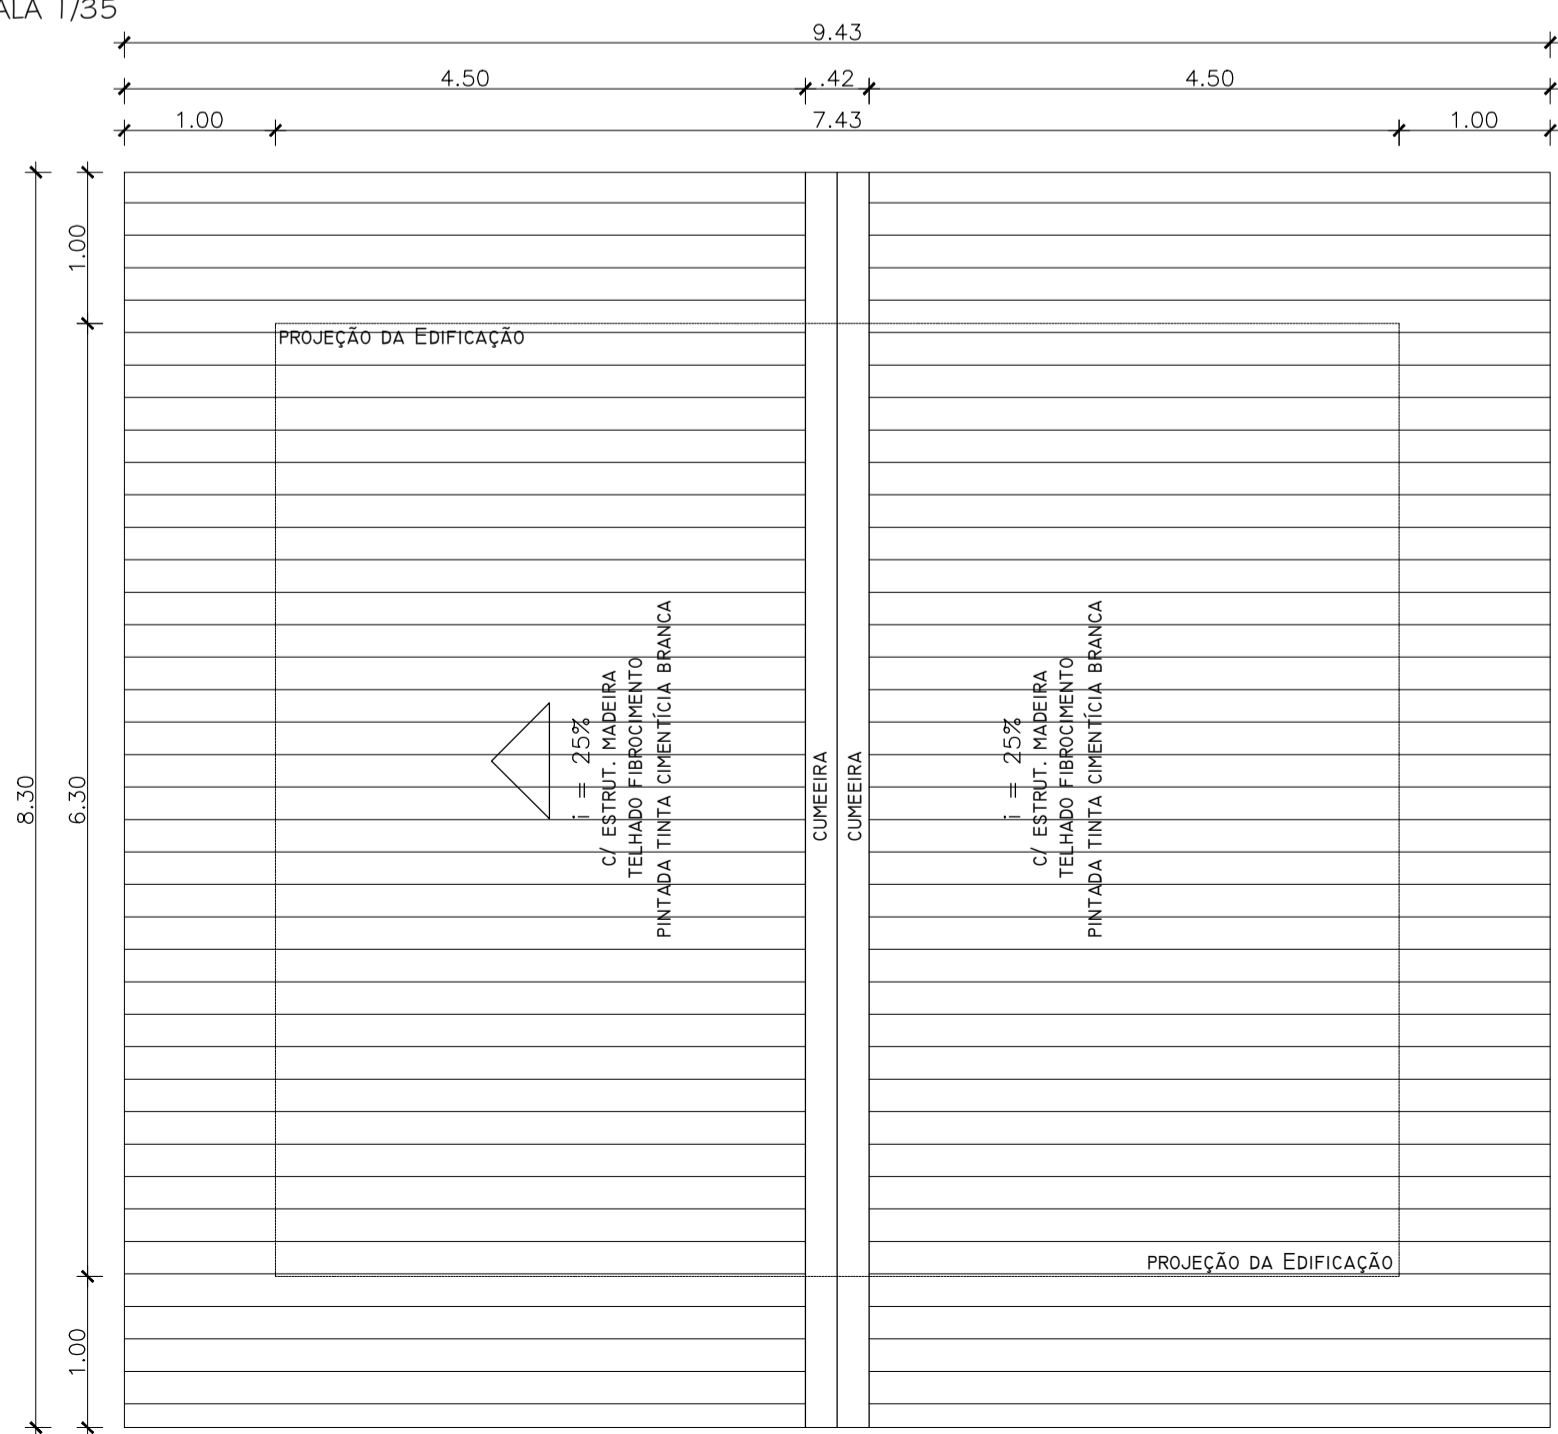 1/35
9.43
4.50
.42
4.50
1.00
7.43
1.00
1.00
8.30
6.30
1.00
PROJEÇÃO DA EDIFICAÇÃO
i = 25%
C/ ESTRUT. MADEIRA
TELHADO FIBROCIMENTO
PINTADA TINTA CIMENTÍCIA BRANCA
CUMEEIRA
CUMEEIRA
i = 25%
C/ ESTRUT. MADEIRA
TELHADO FIBROCIMENTO
PINTADA TINTA CIMENTÍCIA BRANCA
PROJEÇÃO DA EDIFICAÇÃO